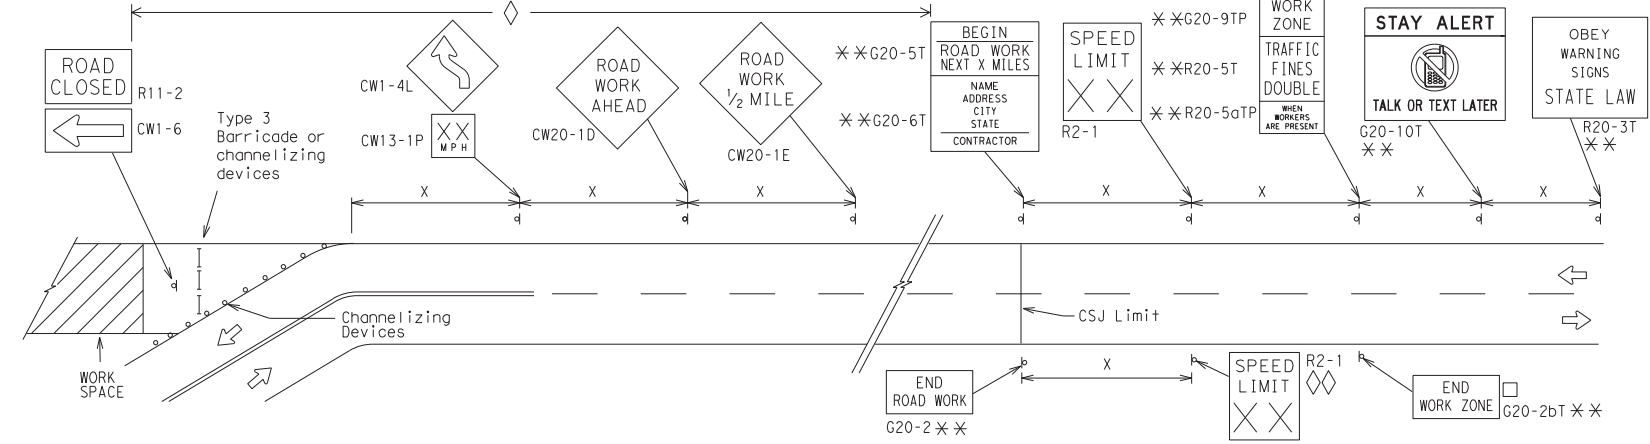 ROAD
CLOSED
R11-2
CW1-6
Type 3
Barricade or
channelizing
devices
CW1-4L
XX
MPH
CW13-1P
ROAD
WORK
AHEAD
CW20-1D
ROAD
WORK
1/2 MILE
CW20-1E
**G20-5T
**G20-6T
BEGIN
ROAD WORK
NEXT X MILES
NAME
ADDRESS
CITY
STATE
CONTRACTOR
SPEED
LIMIT
XX
R2-1
**G20-9TP
**R20-5T
**R20-5aTP
WORK
ZONE
TRAFFIC
FINES
DOUBLE
WHEN
WORKERS
ARE PRESENT
STAY ALERT
TALK OR TEXT LATER
G20-10T
**
OBEY
WARNING
SIGNS
STATE LAW
R20-3T
**
X
X
X
X
X
X
X
Channelizing
Devices
CSJ Limit
WORK
SPACE
X
END
ROAD WORK
G20-2 **
SPEED
LIMIT
XX
R2-1
END
WORK ZONE
G20-2bT **